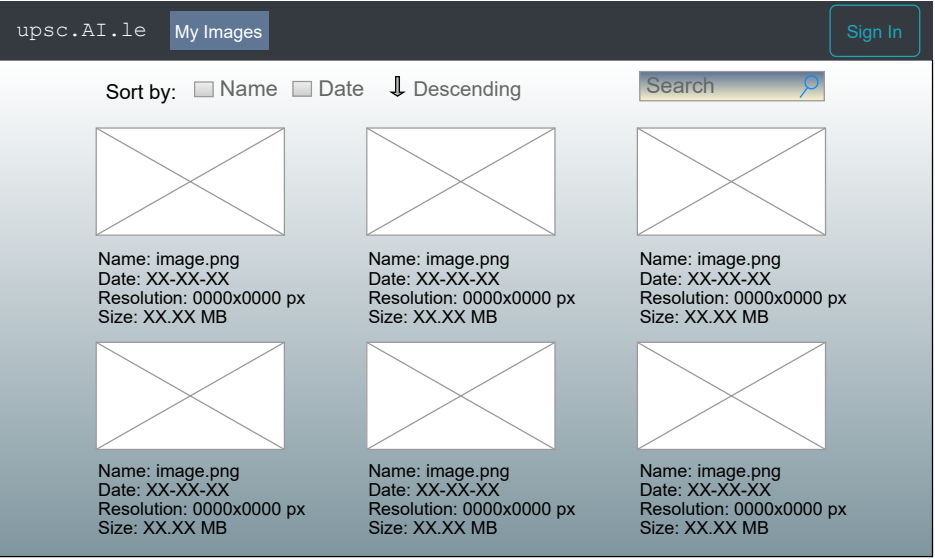 upsc.AI.le My Images Sign In
Sort by: Name Date Descending Search
Name: image.png
Date: XX-XX-XX
Resolution: 0000x0000 px
Size: XX.XX MB
Name: image.png
Date: XX-XX-XX
Resolution: 0000x0000 px
Size: XX.XX MB
Name: image.png
Date: XX-XX-XX
Resolution: 0000x0000 px
Size: XX.XX MB
Name: image.png
Date: XX-XX-XX
Resolution: 0000x0000 px
Size: XX.XX MB
Name: image.png
Date: XX-XX-XX
Resolution: 0000x0000 px
Size: XX.XX MB
Name: image.png
Date: XX-XX-XX
Resolution: 0000x0000 px
Size: XX.XX MB